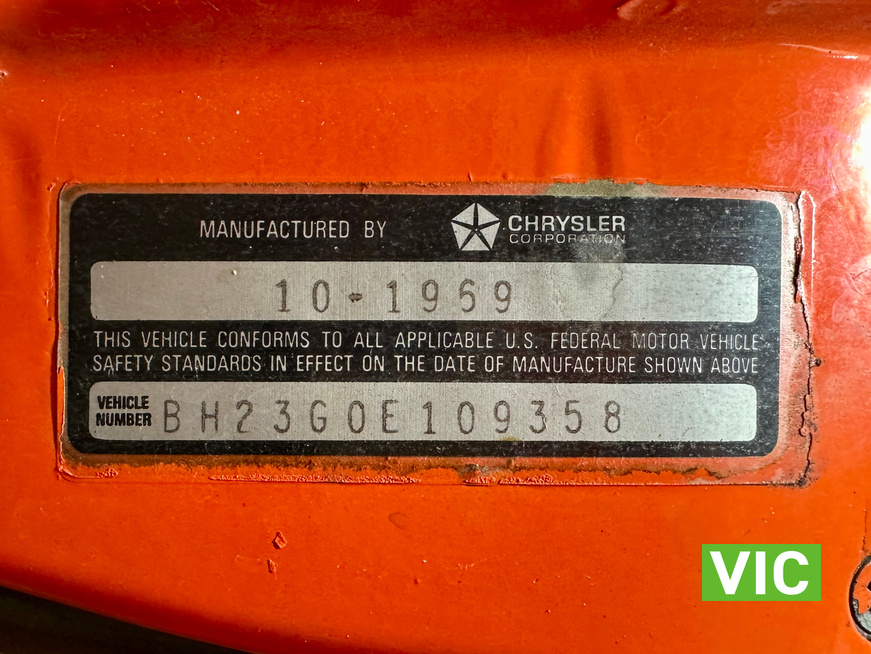 MANUFACTURED BY CHRYSLER CORPORATION
10-1969
THIS VEHICLE CONFORMS TO ALL APPLICABLE U.S. FEDERAL MOTOR VEHICLE
SAFETY STANDARDS IN EFFECT ON THE DATE OF MANUFACTURE SHOWN ABOVE
VEHICLE NUMBER BH23G0E109358
VIC